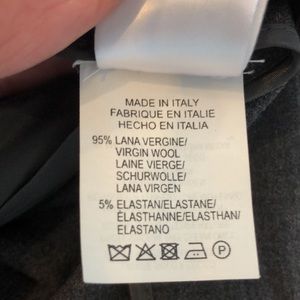 MADE IN ITALY
FABRIQUE EN ITALIE
HECHO EN ITALIA
95% LANA VERGINE/
VIRGIN WOOL
LAINE VIERGE/
SCHURWOLLE/
LANA VIRGEN
5% ELASTAN/ELASTANE/
ÉLASTHANNE/ELASTHAN/
ELASTANO
P